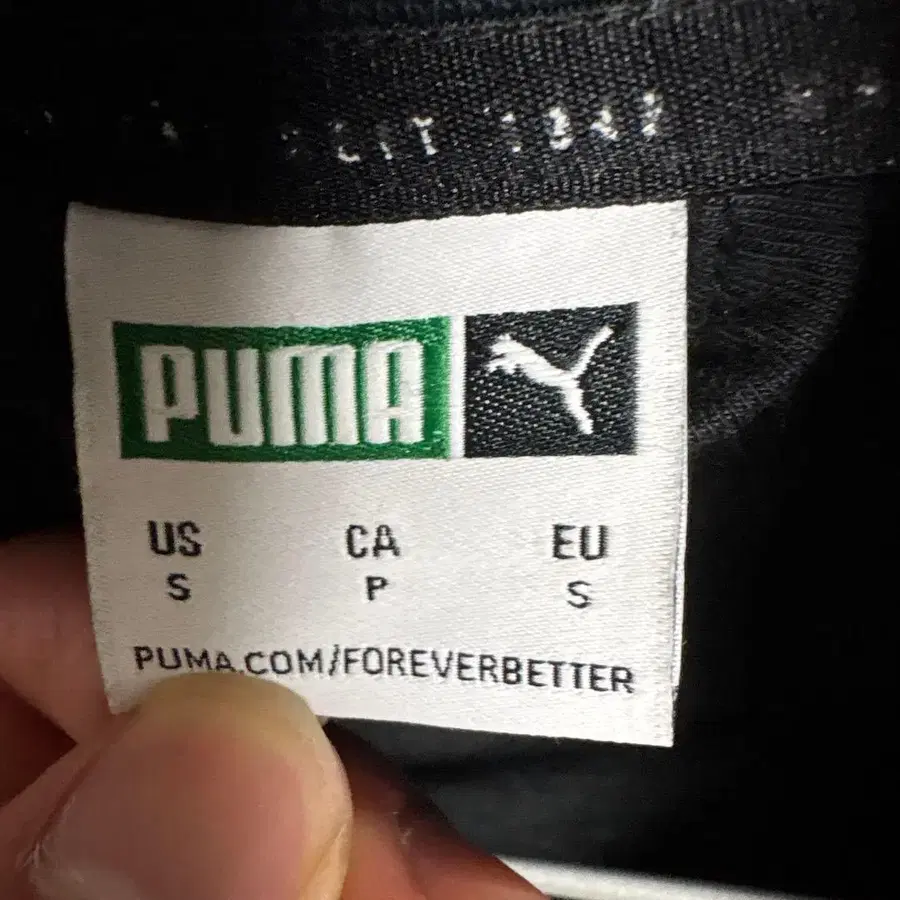 PUMA
US CA EU
S P S
PUMA.COM/FOREVERBETTER